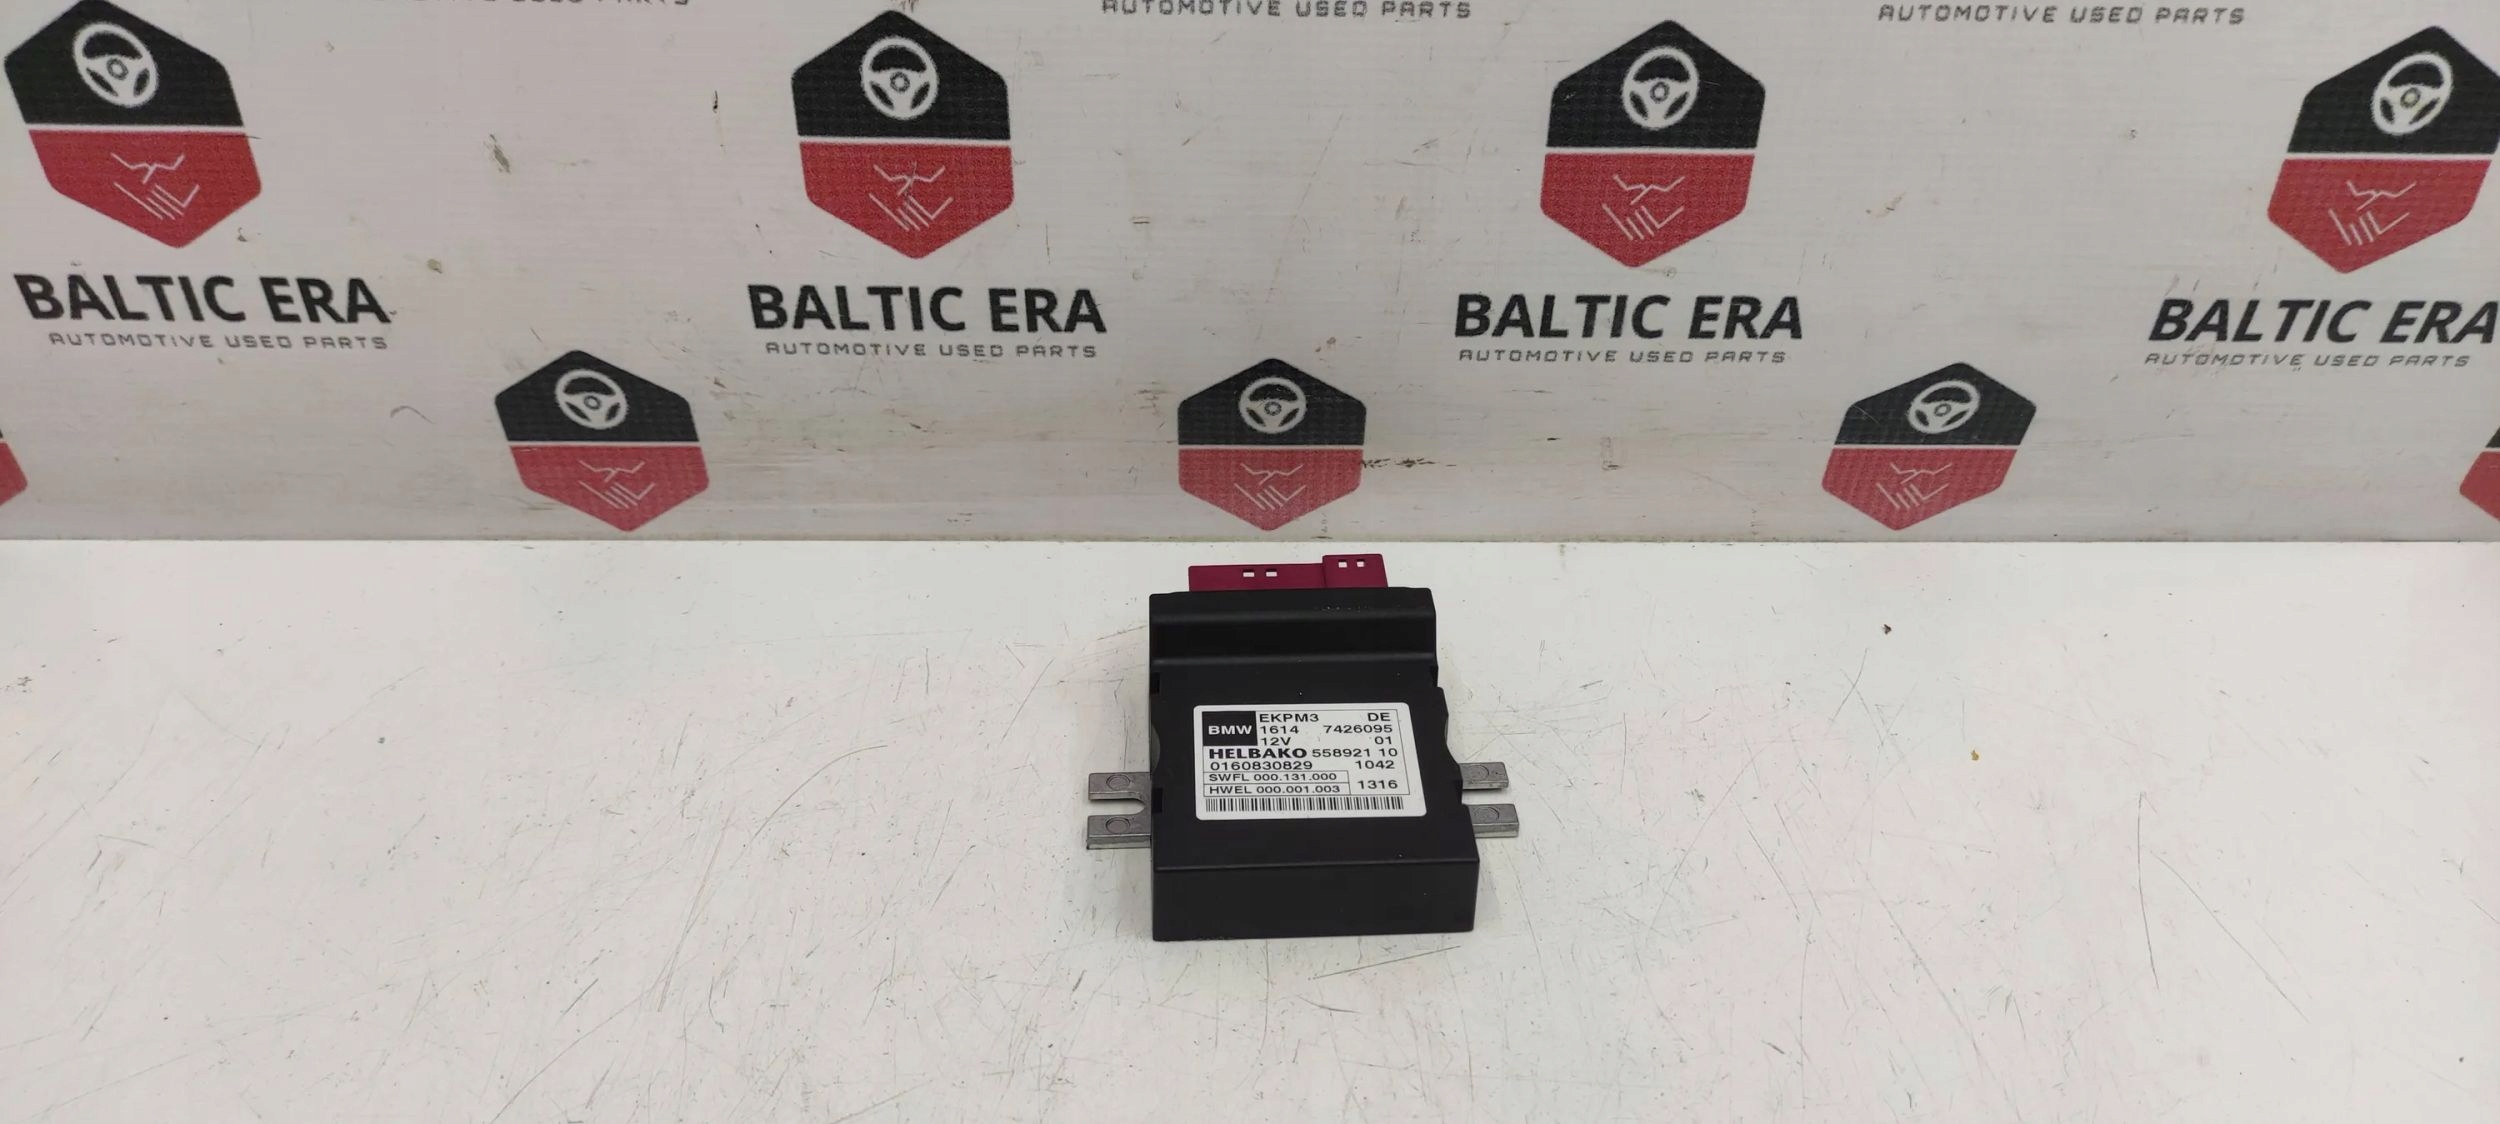 AUTOMOTIVE USED PARTS
AUTOMOTIVE USED PARTS
BALTIC ERA
AUTOMOTIVE USED PARTS
BALTIC ERA
AUTOMOTIVE USED PARTS
BALTIC ERA
AUTOMOTIVE USED PARTS
BALTIC ERA
AUTOMOTIVE USED PARTS
BMW EKPM3 DE
1614 7426095
12V 01
HELBAKO 558921 10
0160830829 1042
SWFL 000.131.000
HWEL 000.001.003 1316